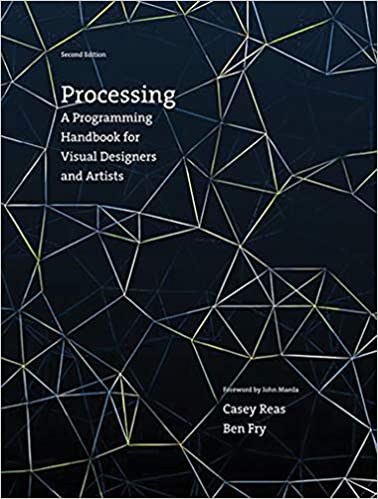 Second Edition
Processing
A Programming
Handbook for
Visual Designers
and Artists
Foreword by John Maeda
Casey Reas
Ben Fry